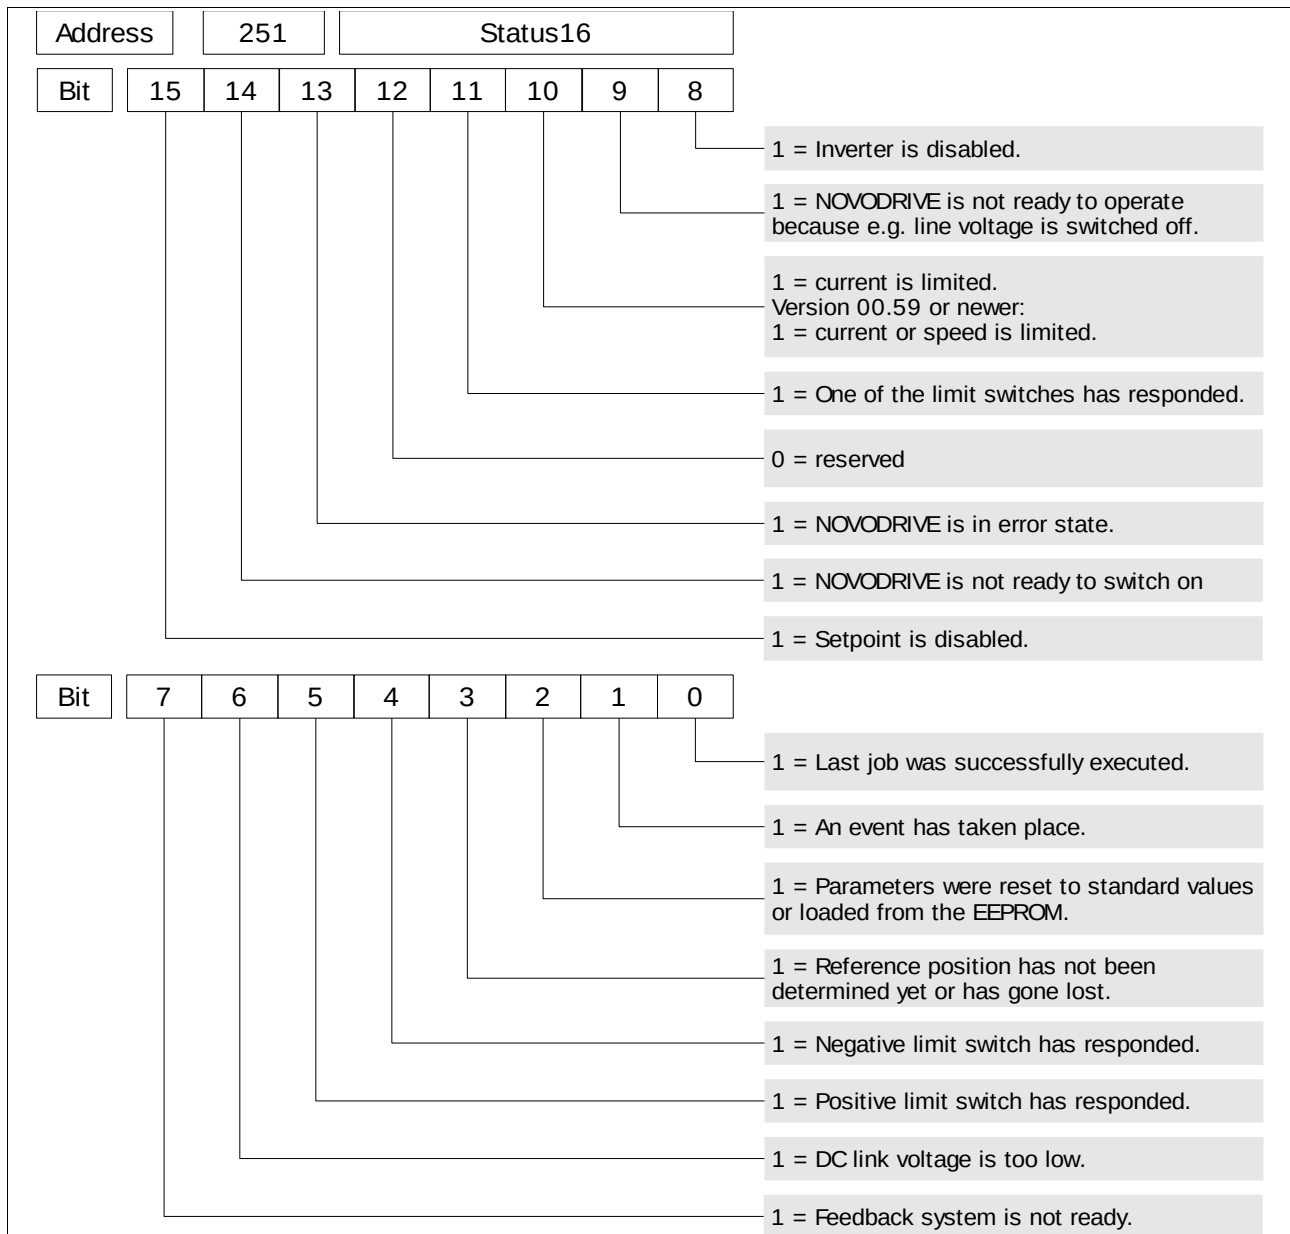 Address 251 Status16
Bit 15 14 13 12 11 10 9 8
1 = Inverter is disabled.
1 = NOVODRIVE is not ready to operate
because e.g. line voltage is switched off.
1 = current is limited.
Version 00.59 or newer:
1 = current or speed is limited.
1 = One of the limit switches has responded.
0 = reserved
1 = NOVODRIVE is in error state.
1 = NOVODRIVE is not ready to switch on
1 = Setpoint is disabled.
Bit 7 6 5 4 3 2 1 0
1 = Last job was successfully executed.
1 = An event has taken place.
1 = Parameters were reset to standard values
or loaded from the EEPROM.
1 = Reference position has not been
determined yet or has gone lost.
1 = Negative limit switch has responded.
1 = Positive limit switch has responded.
1 = DC link voltage is too low.
1 = Feedback system is not ready.